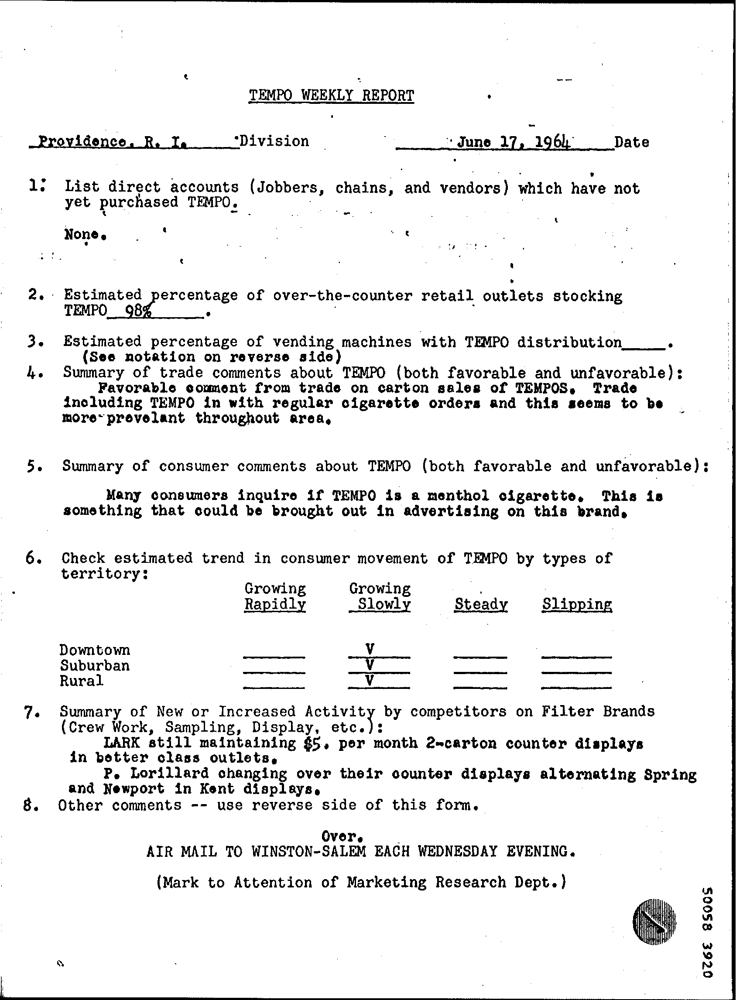 TEMPO WEEKLY REPORT
Providence, R. I. Division June 17, 1964 Date
1. List direct accounts (Jobbers, chains, and vendors) which have not
yet purchased TEMPO.
None.
2. Estimated percentage of over-the-counter retail outlets stocking
TEMPO 98% .
3. Estimated percentage of vending machines with TEMPO distribution_____.
(See notation on reverse side)
4. Summary of trade comments about TEMPO (both favorable and unfavorable):
Favorable comment from trade on carton sales of TEMPOS. Trade
including TEMPO in with regular cigarette orders and this seems to be
more prevelant throughout area.
5. Summary of consumer comments about TEMPO (both favorable and unfavorable):
Many consumers inquire if TEMPO is a menthol cigarette. This is
something that could be brought out in advertising on this brand.
6. Check estimated trend in consumer movement of TEMPO by types of
territory:
Growing Growing
Rapidly Slowly Steady Slipping
Downtown V
Suburban V
Rural V
7. Summary of New or Increased Activity by competitors on Filter Brands
(Crew Work, Sampling, Display, etc.):
LARK still maintaining $5. per month 2-carton counter displays
in better class outlets.
P. Lorillard changing over their counter displays alternating Spring
and Newport in Kent displays.
8. Other comments -- use reverse side of this form.
Over.
AIR MAIL TO WINSTON-SALEM EACH WEDNESDAY EVENING.
(Mark to Attention of Marketing Research Dept.)
50058 3920